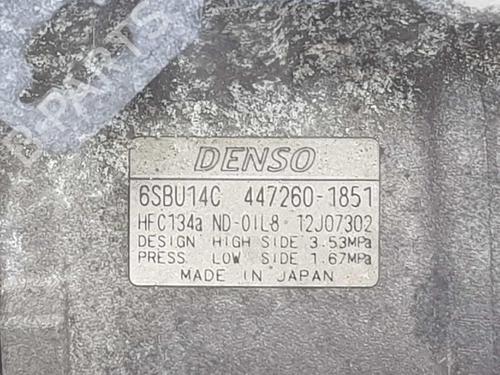 B-PARTS
DENSO
6SBU14C 447260-1851
HFC134a ND-OIL8 12J07302
DESIGN HIGH SIDE 3.53MPa
PRESS. LOW SIDE 1.67MPa
MADE IN JAPAN